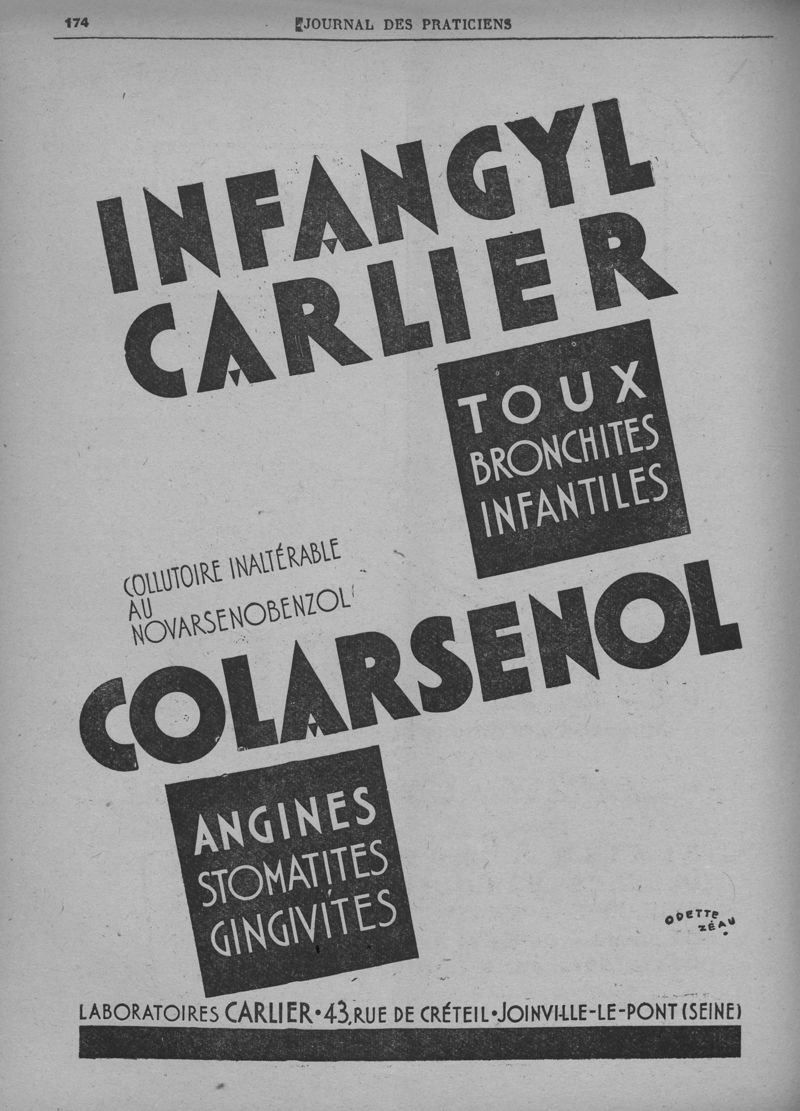 174
JOURNAL DES PRATICIENS
INFANGYL
CARLIER
TOUX
BRONCHITES
INFANTILES
COLLUTOIRE INALTÉRABLE
AU
NOVARSENOBENZOL
COLARSENOL
ANGINES
STOMATITES
GINGIVITES
ODETTE
ZÉAU
LABORATOIRES CARLIER • 43, RUE DE CRÉTEIL • JOINVILLE-LE-PONT (SEINE)